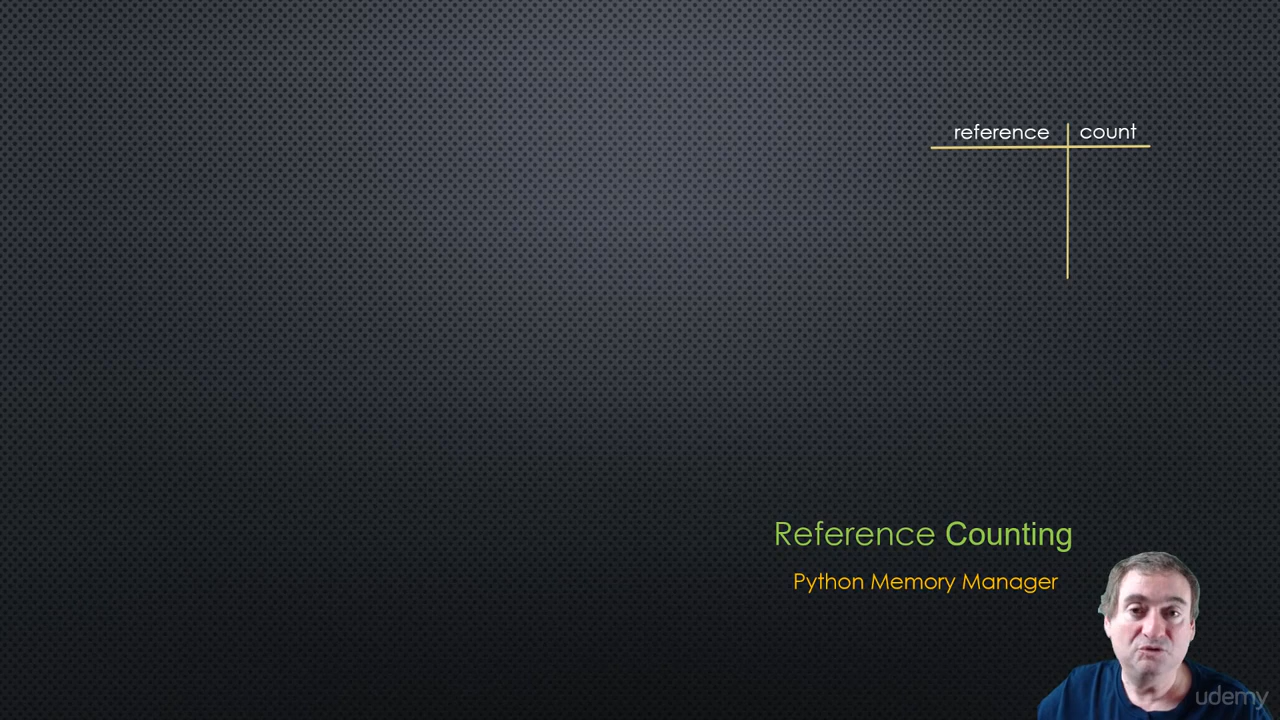 reference count
Reference Counting
Python Memory Manager
udemy